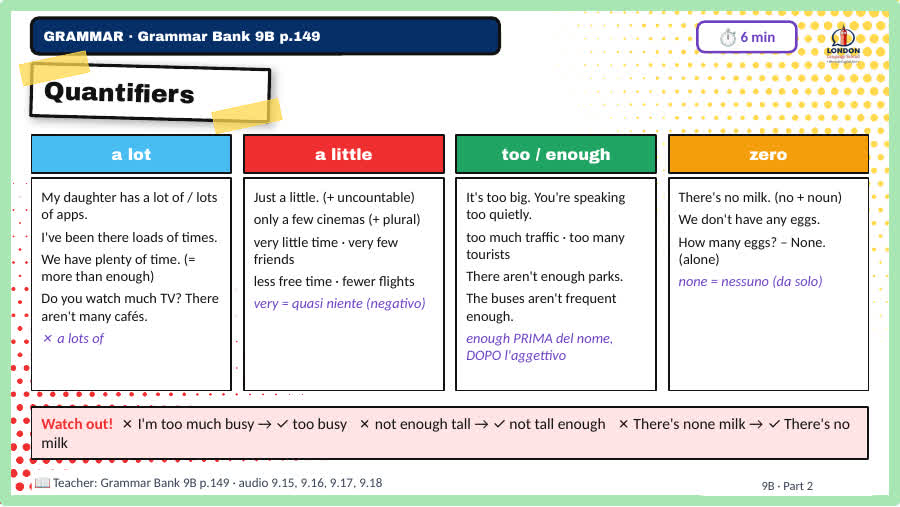 GRAMMAR · Grammar Bank 9B p.149
⏱️ 6 min
LONDON
Quantifiers
a lot
My daughter has a lot of / lots
of apps.
I've been there loads of times.
We have plenty of time. (=
more than enough)
Do you watch much TV? There
aren't many cafés.
✕ a lots of
a little
Just a little. (+ uncountable)
only a few cinemas (+ plural)
very little time · very few
friends
less free time · fewer flights
very = quasi niente (negativo)
too / enough
It's too big. You're speaking
too quietly.
too much traffic · too many
tourists
There aren't enough parks.
The buses aren't frequent
enough.
enough PRIMA del nome,
DOPO l'aggettivo
zero
There's no milk. (no + noun)
We don't have any eggs.
How many eggs? – None.
(alone)
none = nessuno (da solo)
Watch out! ✕ I'm too much busy → ✓ too busy ✕ not enough tall → ✓ not tall enough ✕ There's none milk → ✓ There's no
milk
📖 Teacher: Grammar Bank 9B p.149 · audio 9.15, 9.16, 9.17, 9.18
9B · Part 2